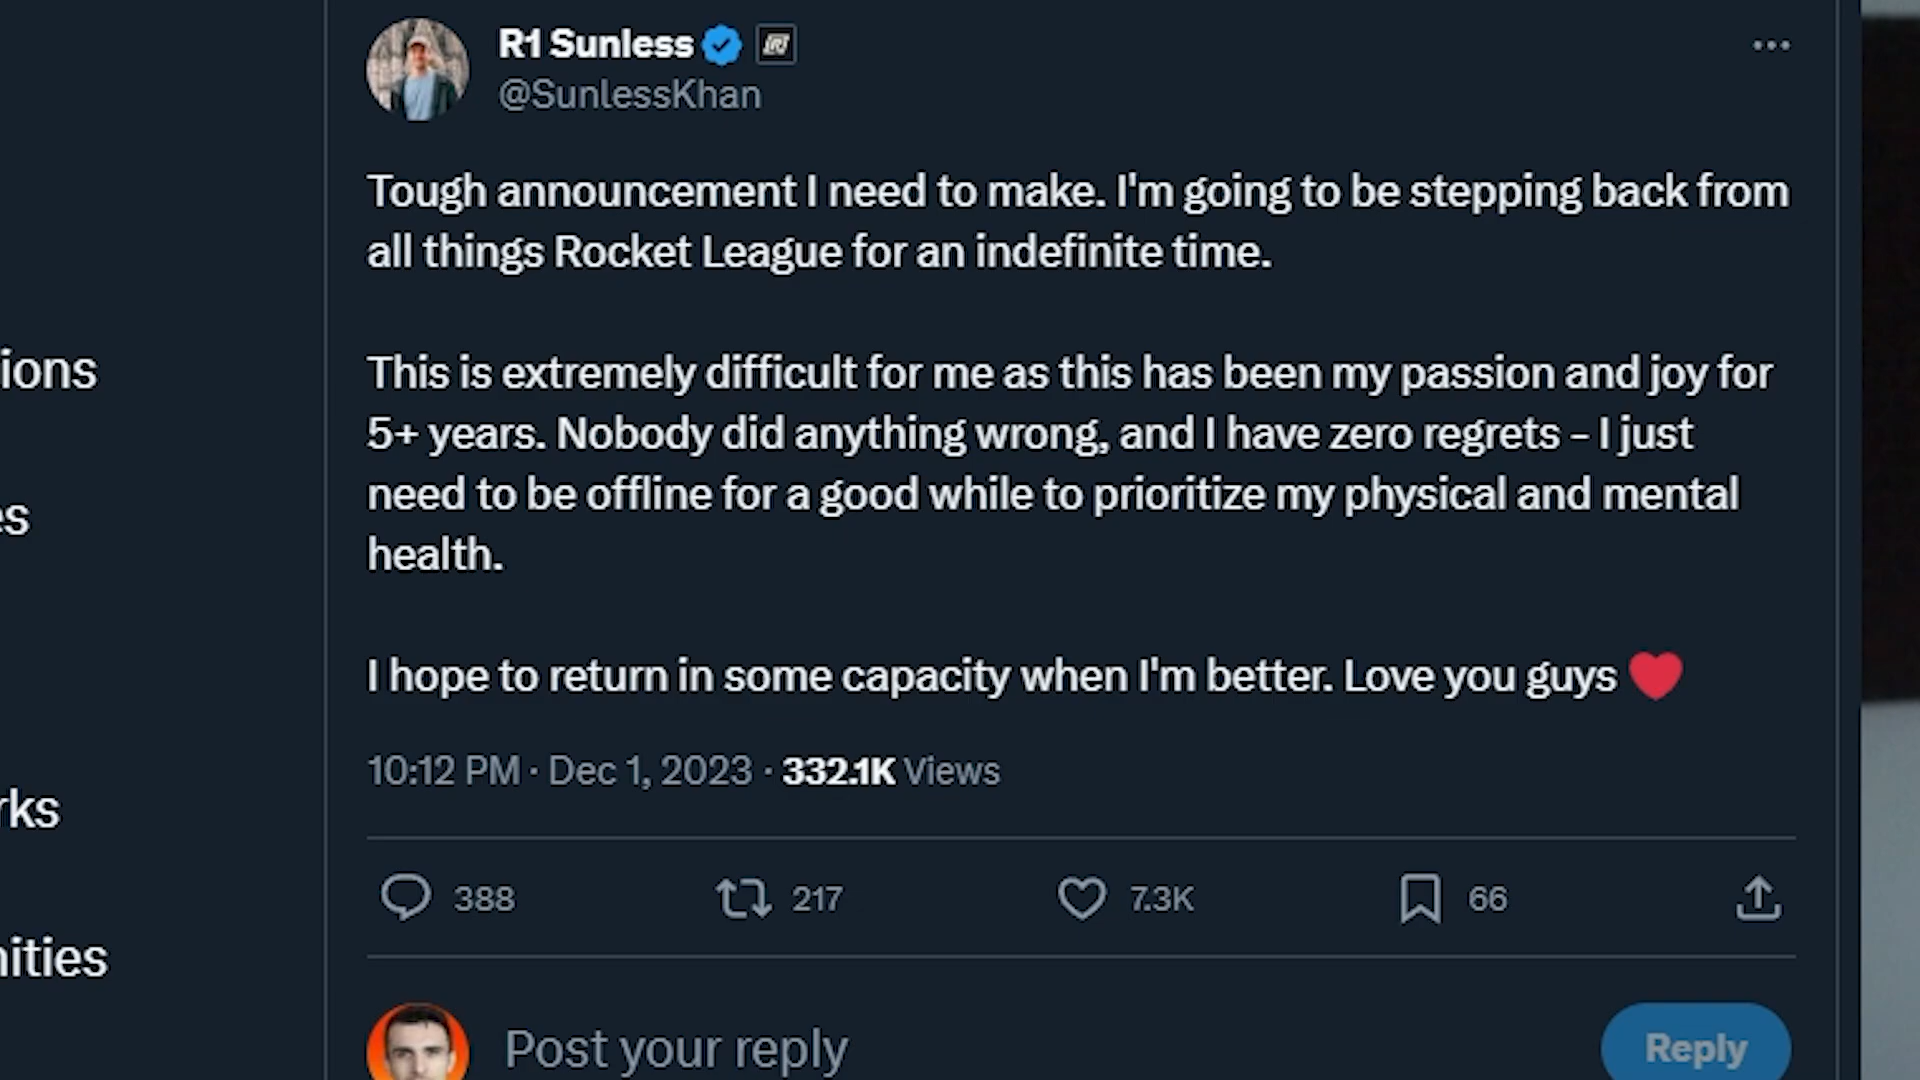 R1 Sunless
@SunlessKhan
Tough announcement I need to make. I'm going to be stepping back from
all things Rocket League for an indefinite time.
This is extremely difficult for me as this has been my passion and joy for
5+ years. Nobody did anything wrong, and I have zero regrets – I just
need to be offline for a good while to prioritize my physical and mental
health.
I hope to return in some capacity when I'm better. Love you guys ❤️
10:12 PM · Dec 1, 2023 · 332.1K Views
388 217 7.3K 66
Post your reply
Reply
ions
es
rks
nities